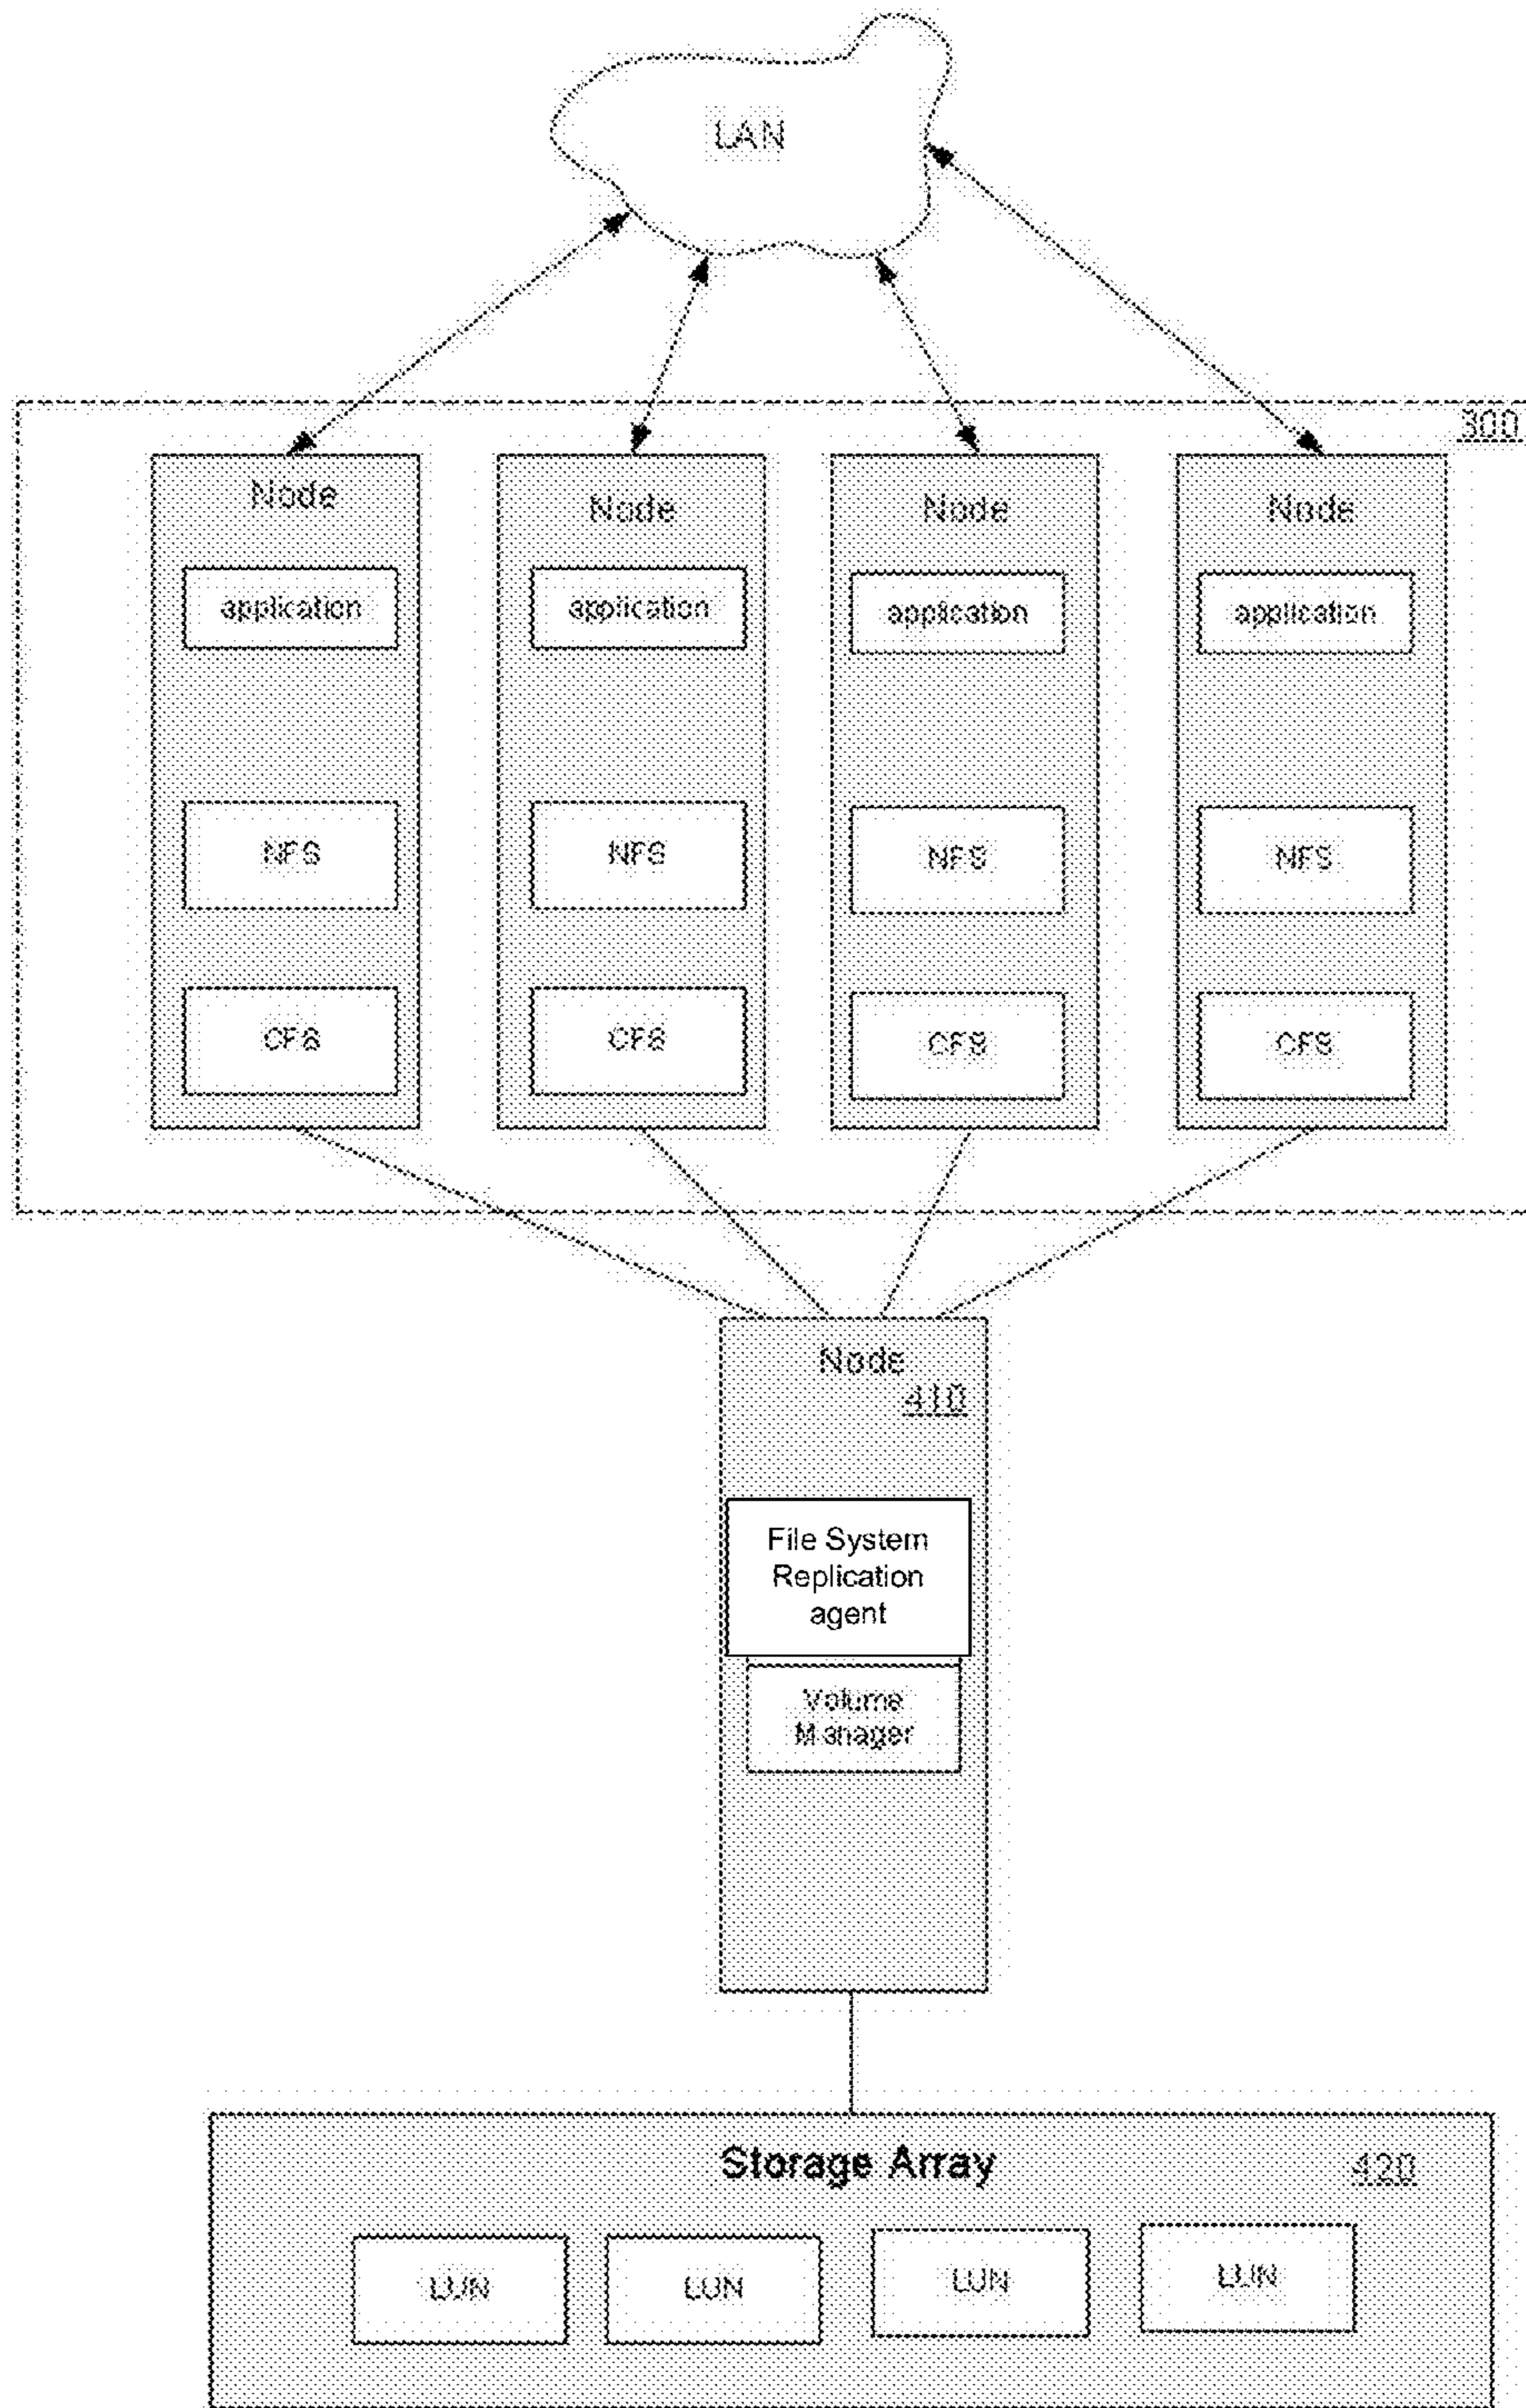 LAN
300
Node
Node
Node
Node
application
application
application
application
NFS
NFS
NFS
NFS
CFS
CFS
CFS
CFS
Node
410
File System
Replication
agent
Volume
Manager
Storage Array
420
LUN
LUN
LUN
LUN